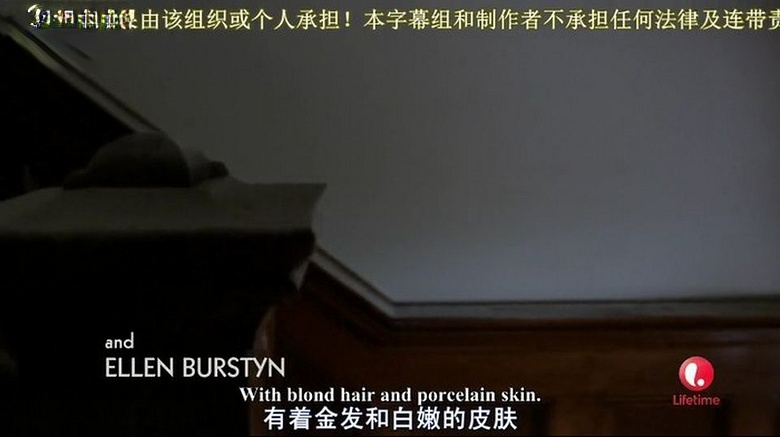 由该组织或个人承担！本字幕组和制作者不承担任何法律及连带责
and
ELLEN BURSTYN
With blond hair and porcelain skin.
有着金发和白嫩的皮肤
Lifetime